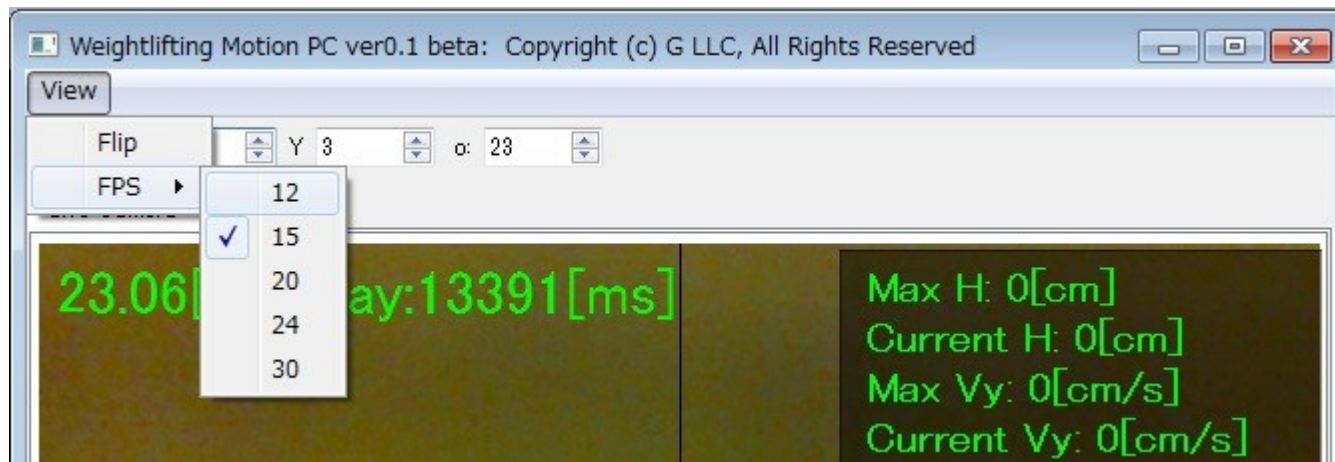 Weightlifting Motion PC ver0.1 beta: Copyright (c) G LLC, All Rights Reserved
View
Flip
Y 3 o: 23
FPS
12
15
20
24
30
23.06[ ay:13391[ms]
Max H: 0[cm]
Current H: 0[cm]
Max Vy: 0[cm/s]
Current Vy: 0[cm/s]